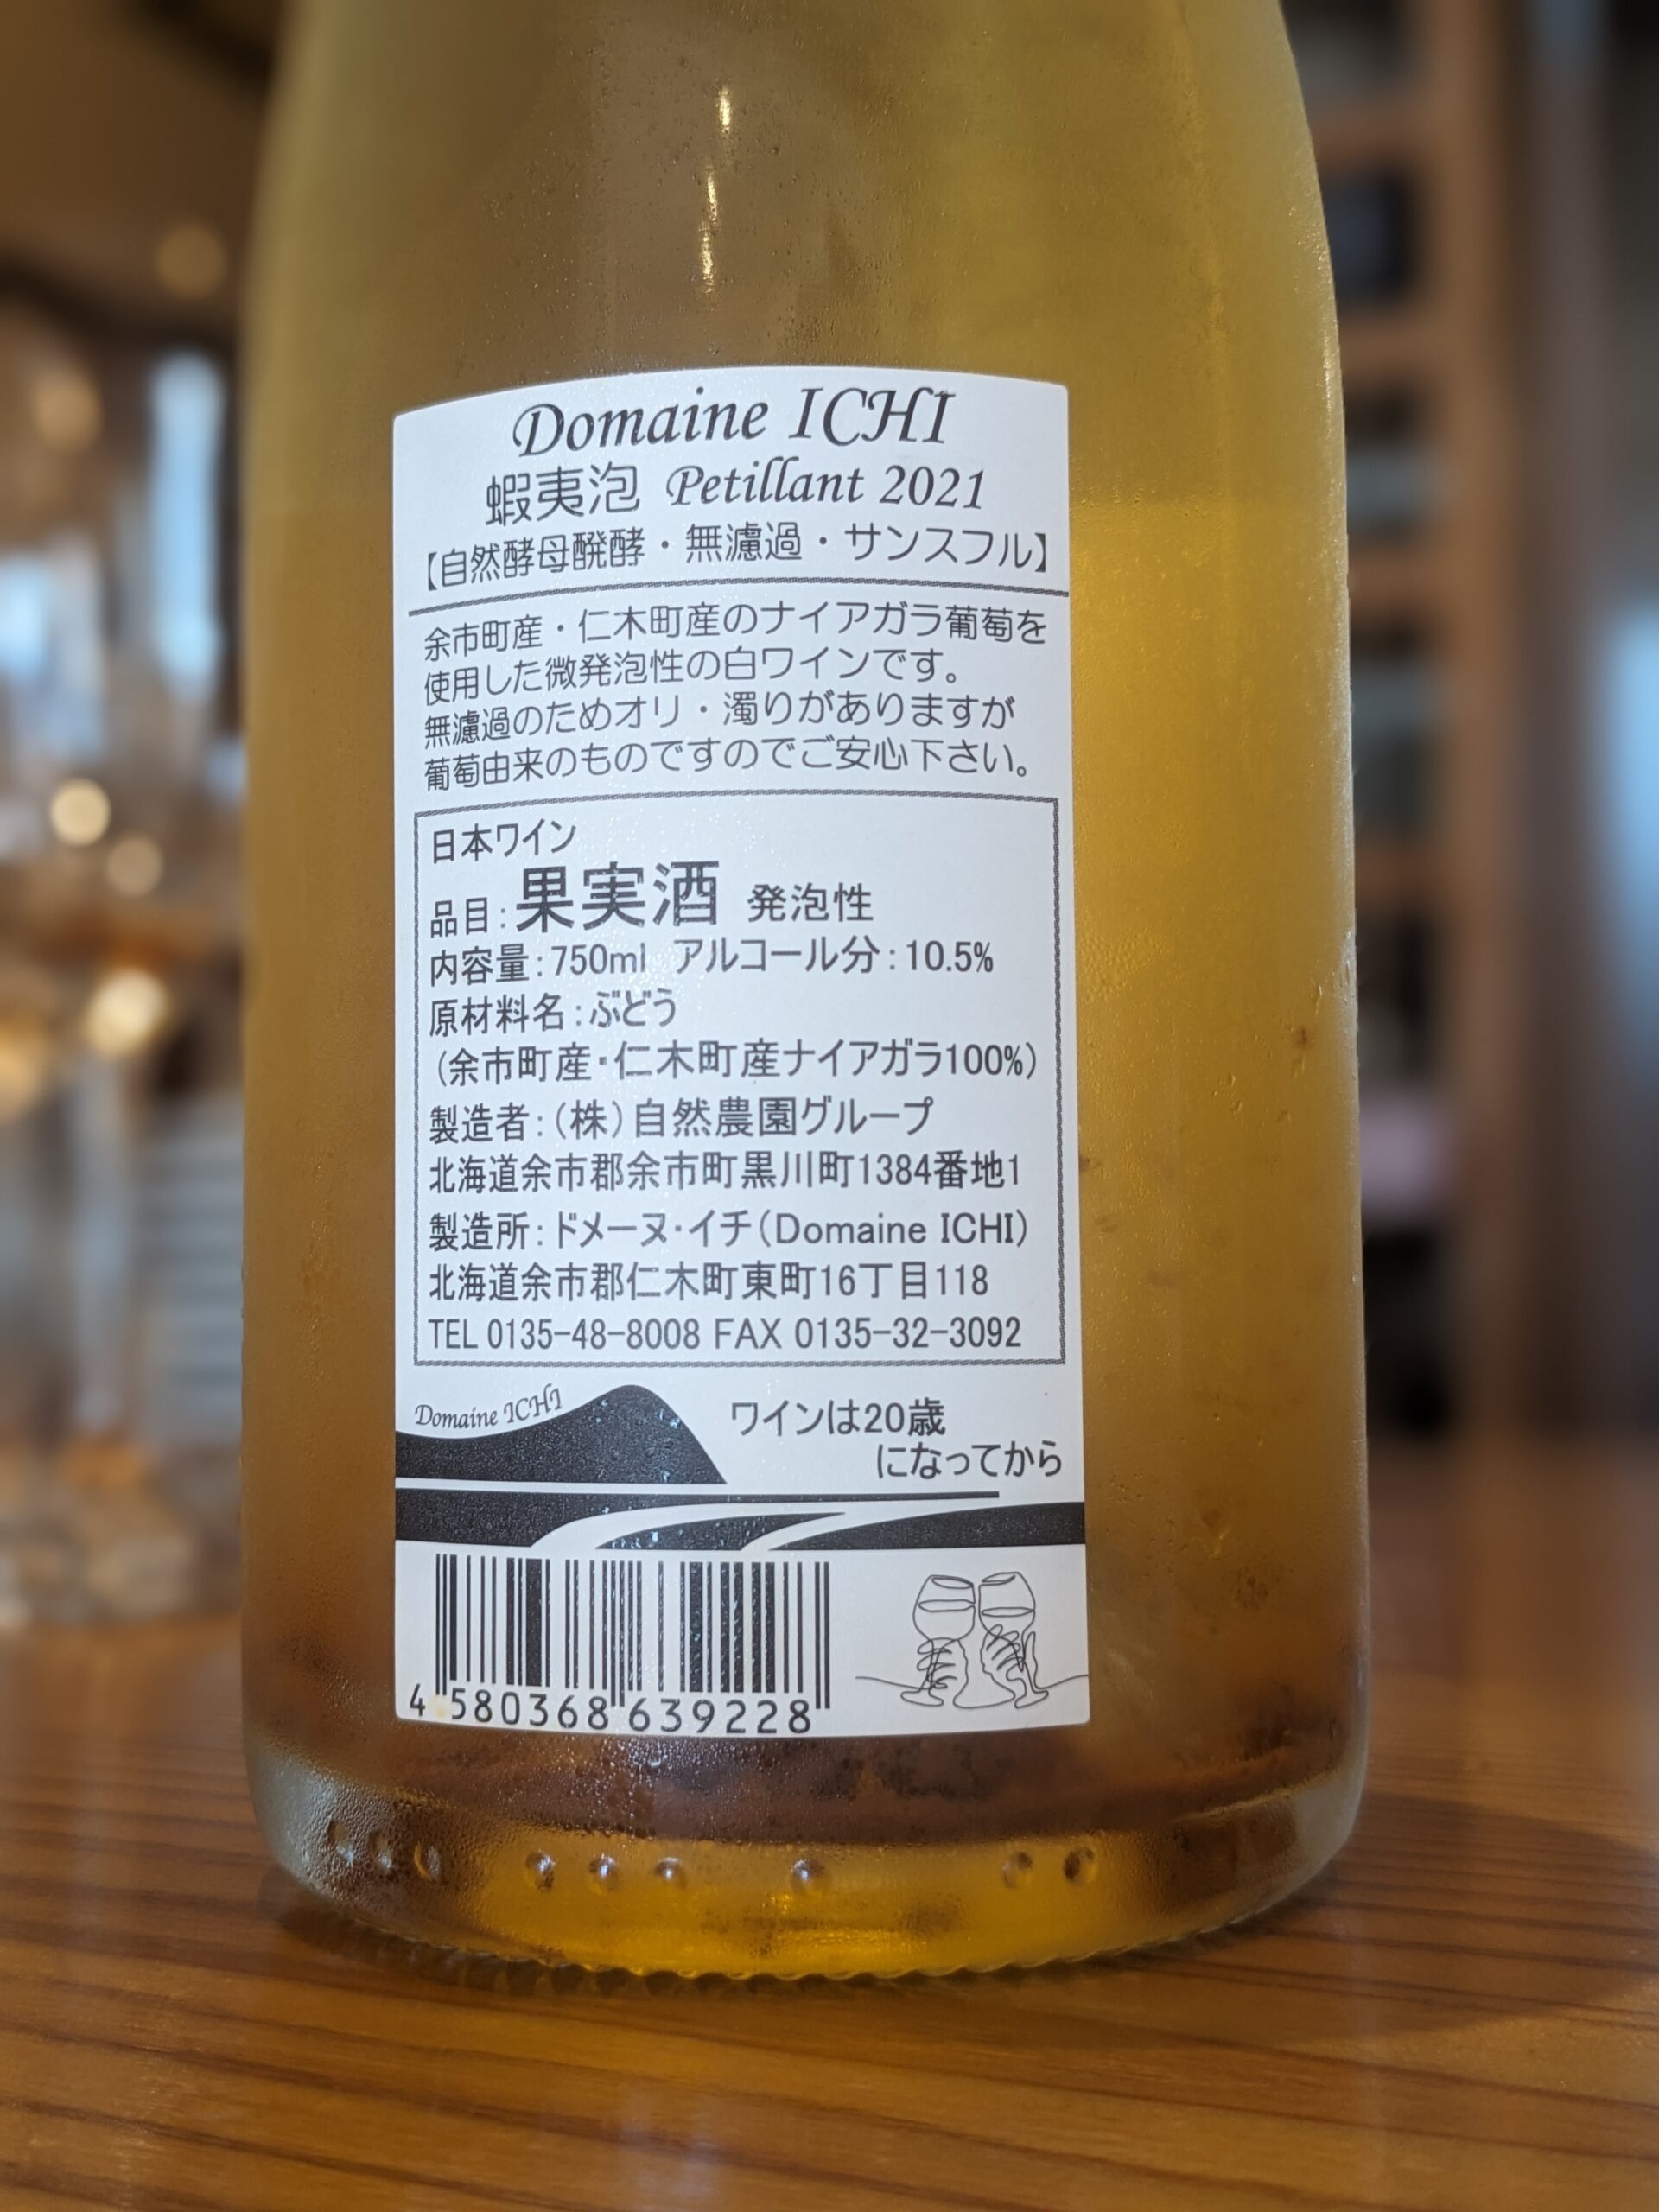 Domaine ICHI
蝦夷泡 Petillant 2021
【自然酵母醗酵・無濾過・サンスフル】
余市町産・仁木町産のナイアガラ葡萄を
使用した微発泡性の白ワインです。
無濾過のためオリ・濁りがありますが
葡萄由来のものですのでご安心下さい。
日本ワイン
品目:果実酒 発泡性
内容量:750ml アルコール分:10.5%
原材料名:ぶどう
(余市町産・仁木町産ナイアガラ100%)
製造者:(株)自然農園グループ
北海道余市郡余市町黒川町1384番地1
製造所:ドメーヌ・イチ(Domaine ICHI)
北海道余市郡仁木町東町16丁目118
TEL 0135-48-8008 FAX 0135-32-3092
Domaine ICHI
ワインは20歳
になってから
4 580368 639228